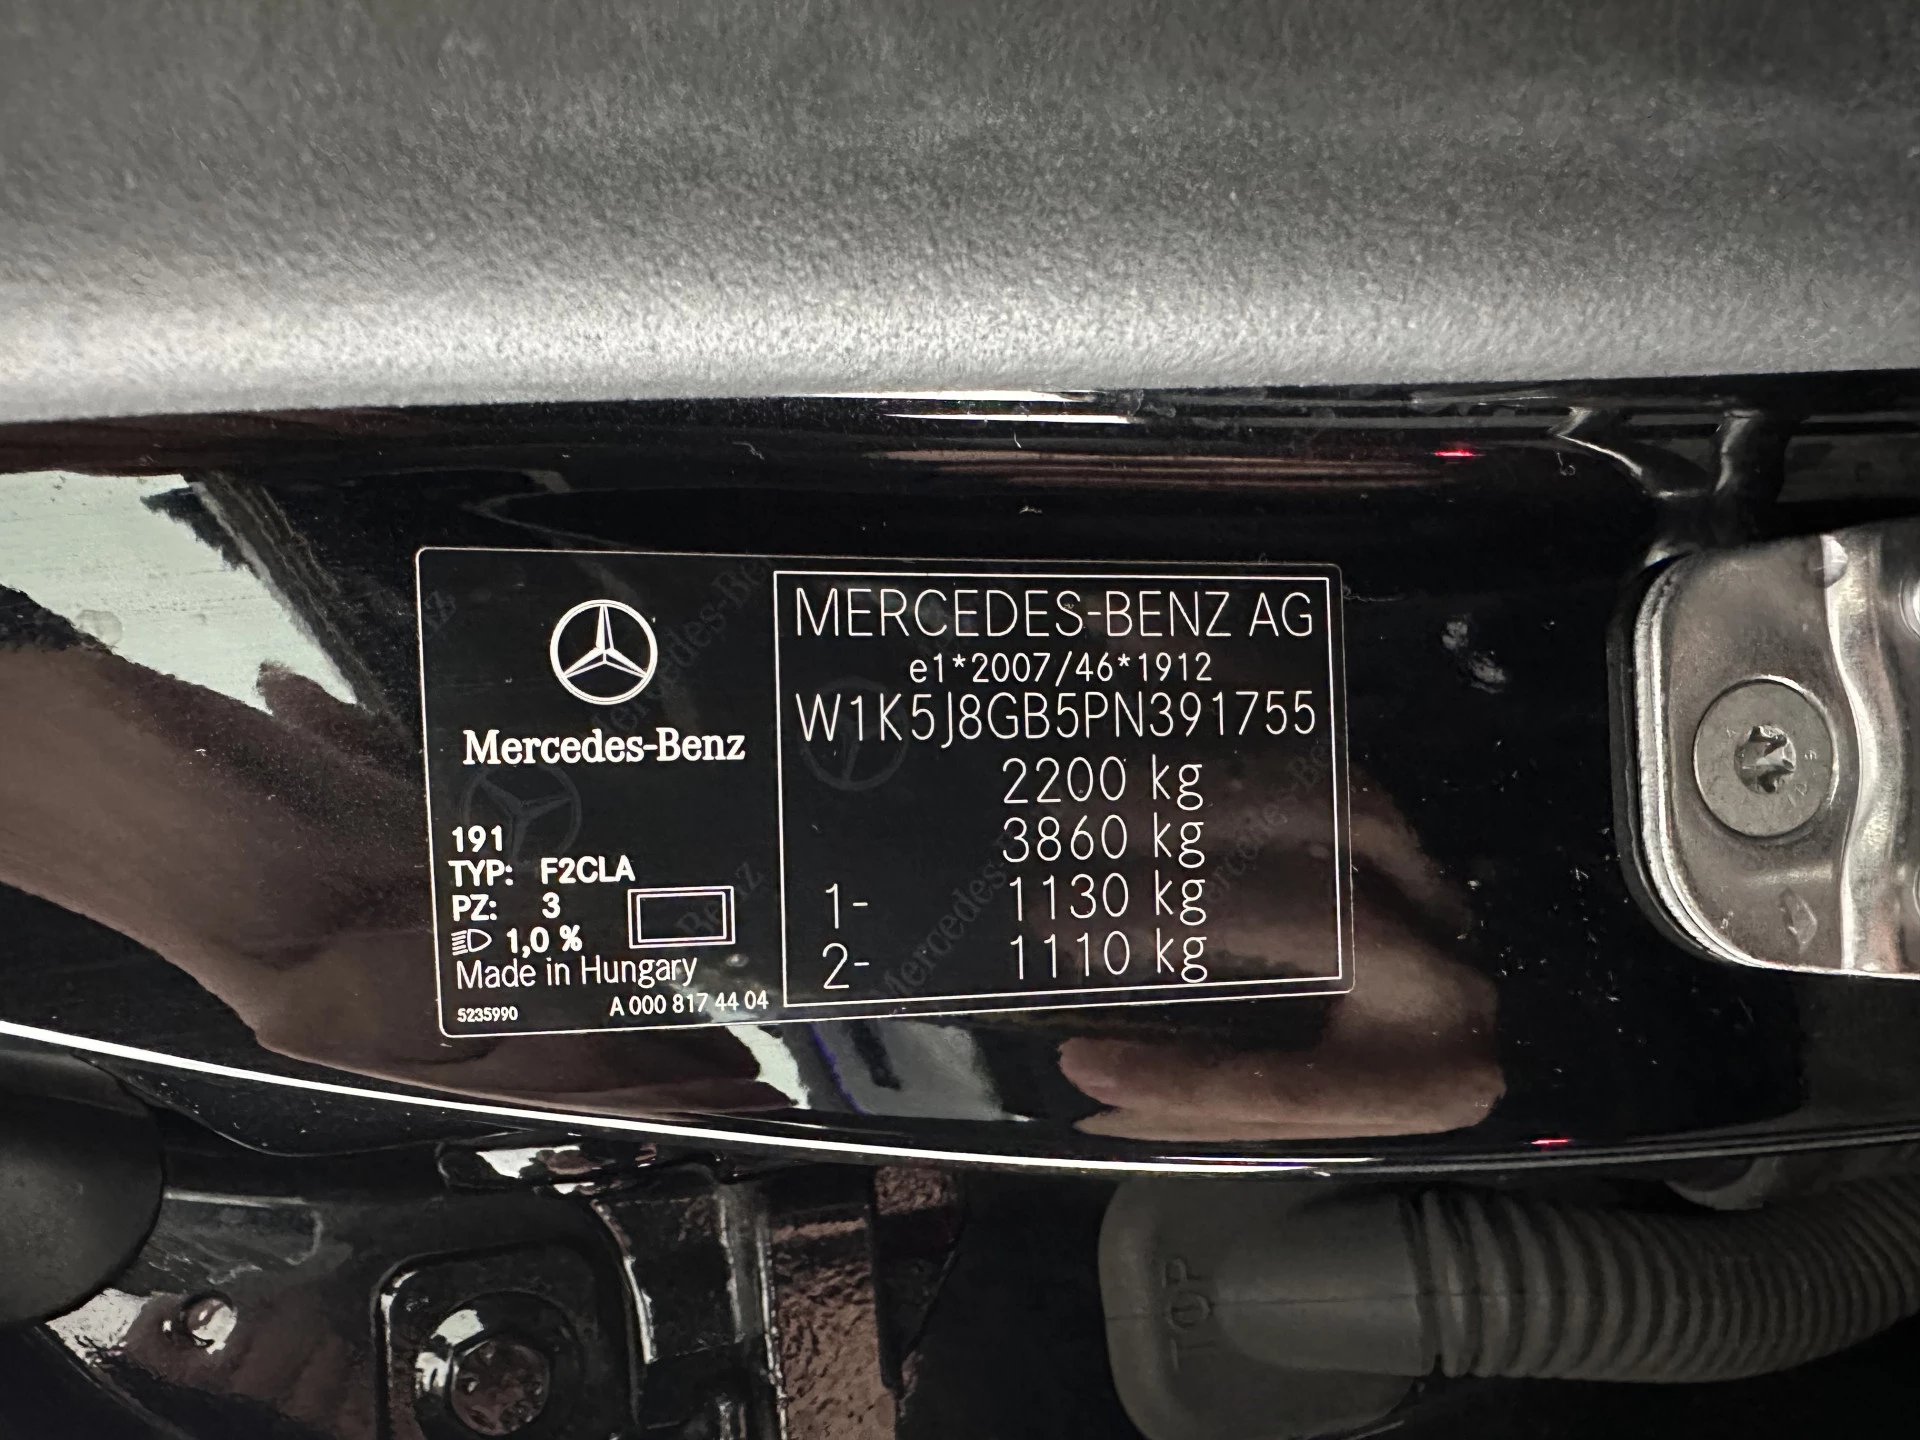 Mercedes-Benz
191
TYP: F2CLA
PZ: 3
1,0 %
Made in Hungary
5235990 A 000 817 44 04
MERCEDES-BENZ AG
e1*2007/46*1912
W1K5J8GB5PN391755
2200 kg
3860 kg
1- 1130 kg
2- 1110 kg
TOP